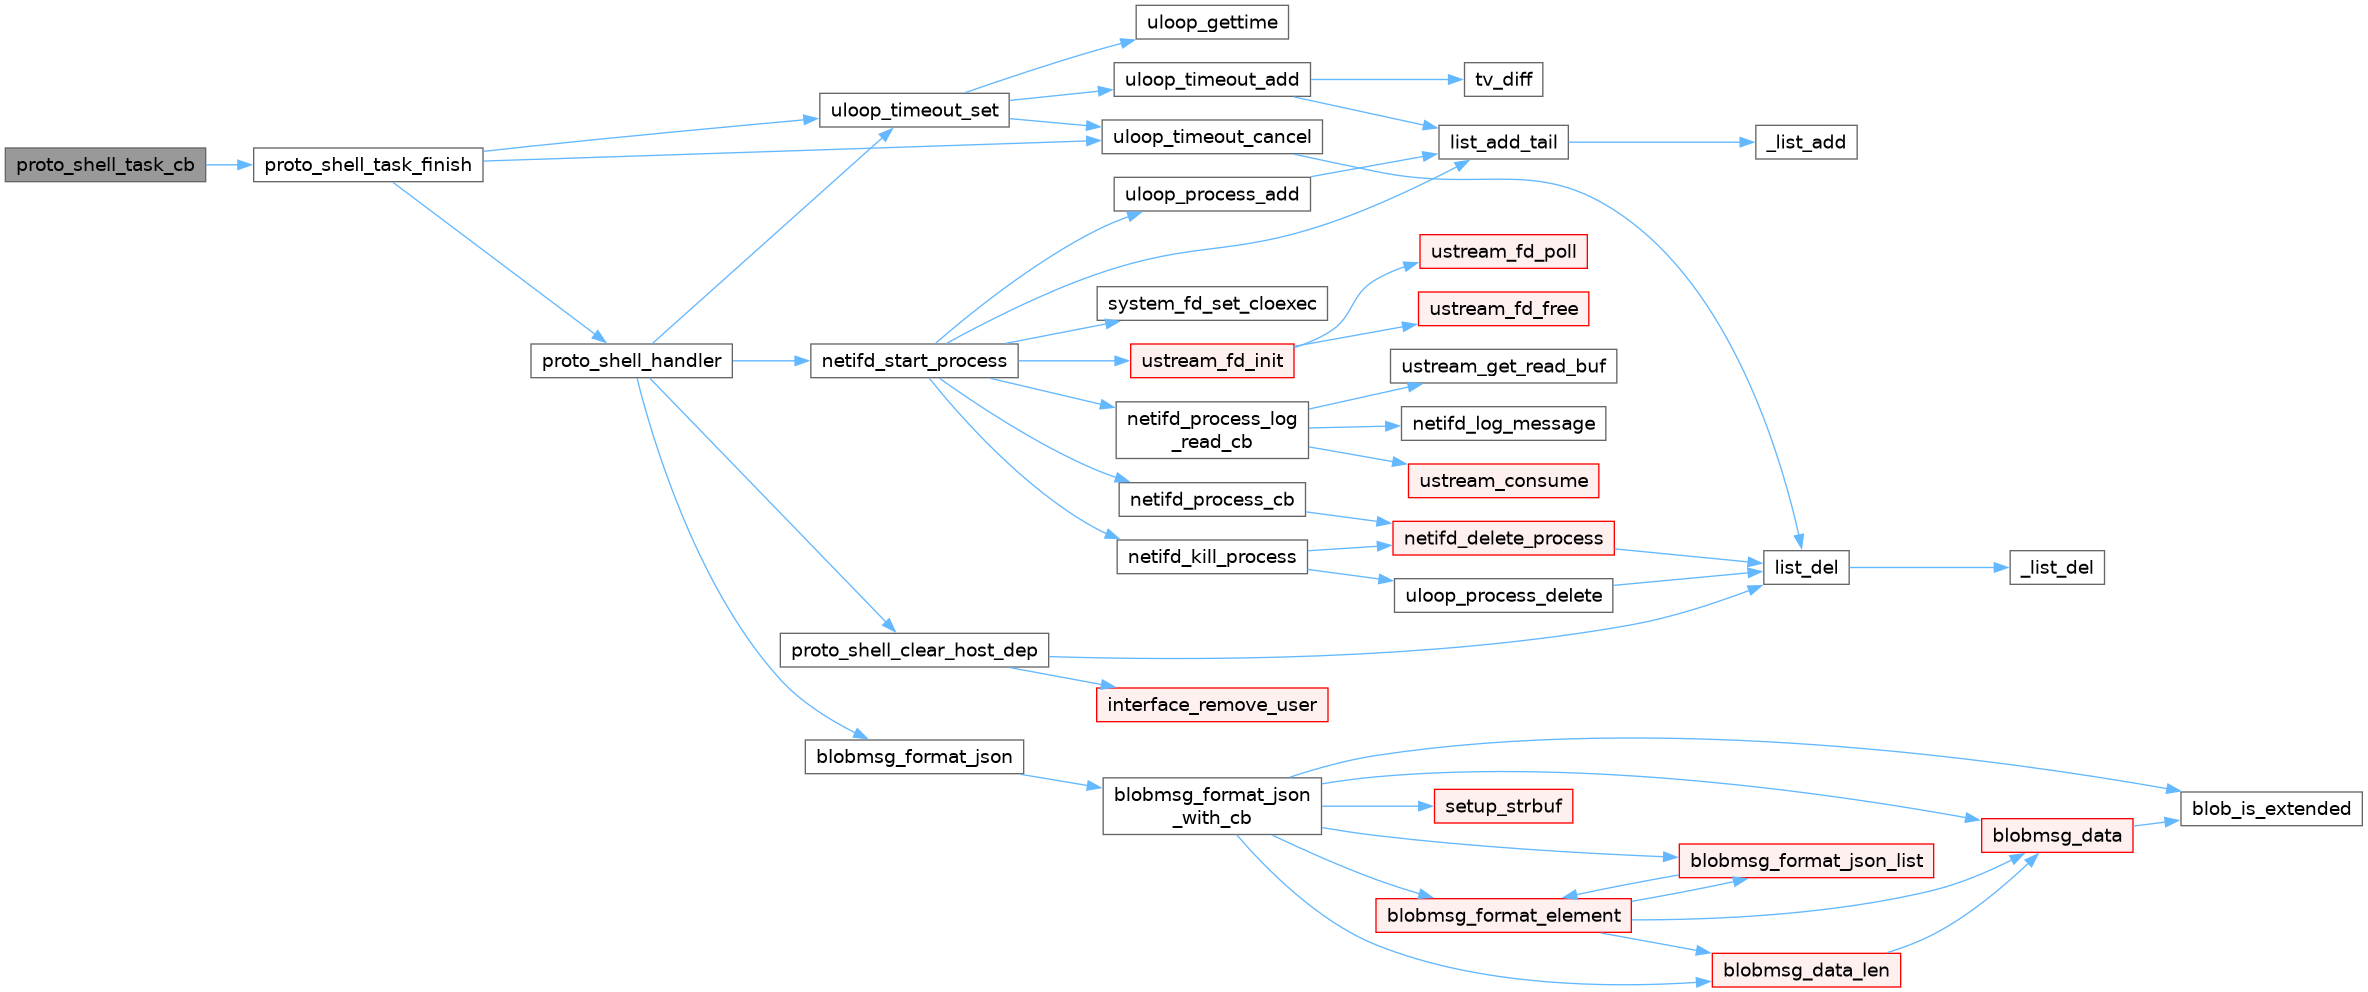 uloop_gettime
uloop_timeout_add
tv_diff
uloop_timeout_set
uloop_timeout_cancel
list_add_tail
_list_add
proto_shell_task_cb
proto_shell_task_finish
uloop_process_add
ustream_fd_poll
system_fd_set_cloexec
ustream_fd_free
proto_shell_handler
netifd_start_process
ustream_fd_init
ustream_get_read_buf
netifd_process_log
_read_cb
netifd_log_message
ustream_consume
netifd_process_cb
netifd_delete_process
netifd_kill_process
list_del
_list_del
uloop_process_delete
proto_shell_clear_host_dep
interface_remove_user
blobmsg_format_json
blobmsg_format_json
_with_cb
setup_strbuf
blob_is_extended
blobmsg_data
blobmsg_format_json_list
blobmsg_format_element
blobmsg_data_len